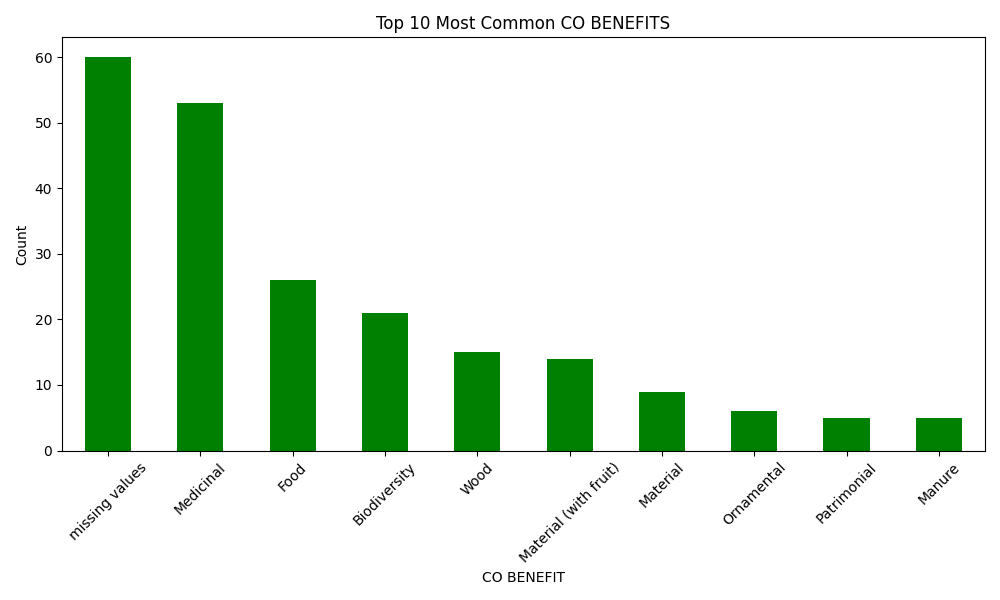 Top 10 Most Common CO BENEFITS
Count
60
50
40
30
20
10
0
missing values
Medicinal
Food
Biodiversity
Wood
Material (with fruit)
Material
Ornamental
Patrimonial
Manure
CO BENEFIT